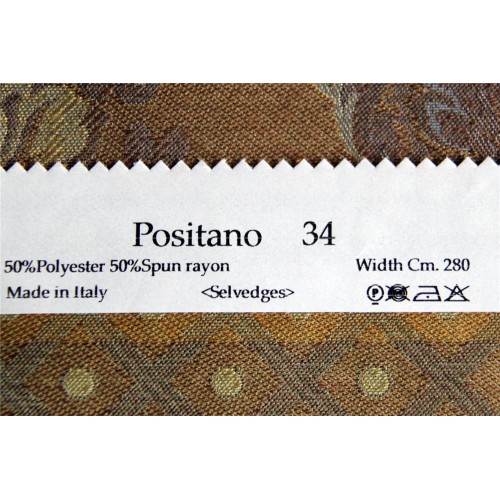 Positano 34
50%Polyester 50%Spun rayon Width Cm. 280
Made in Italy <Selvedges> P